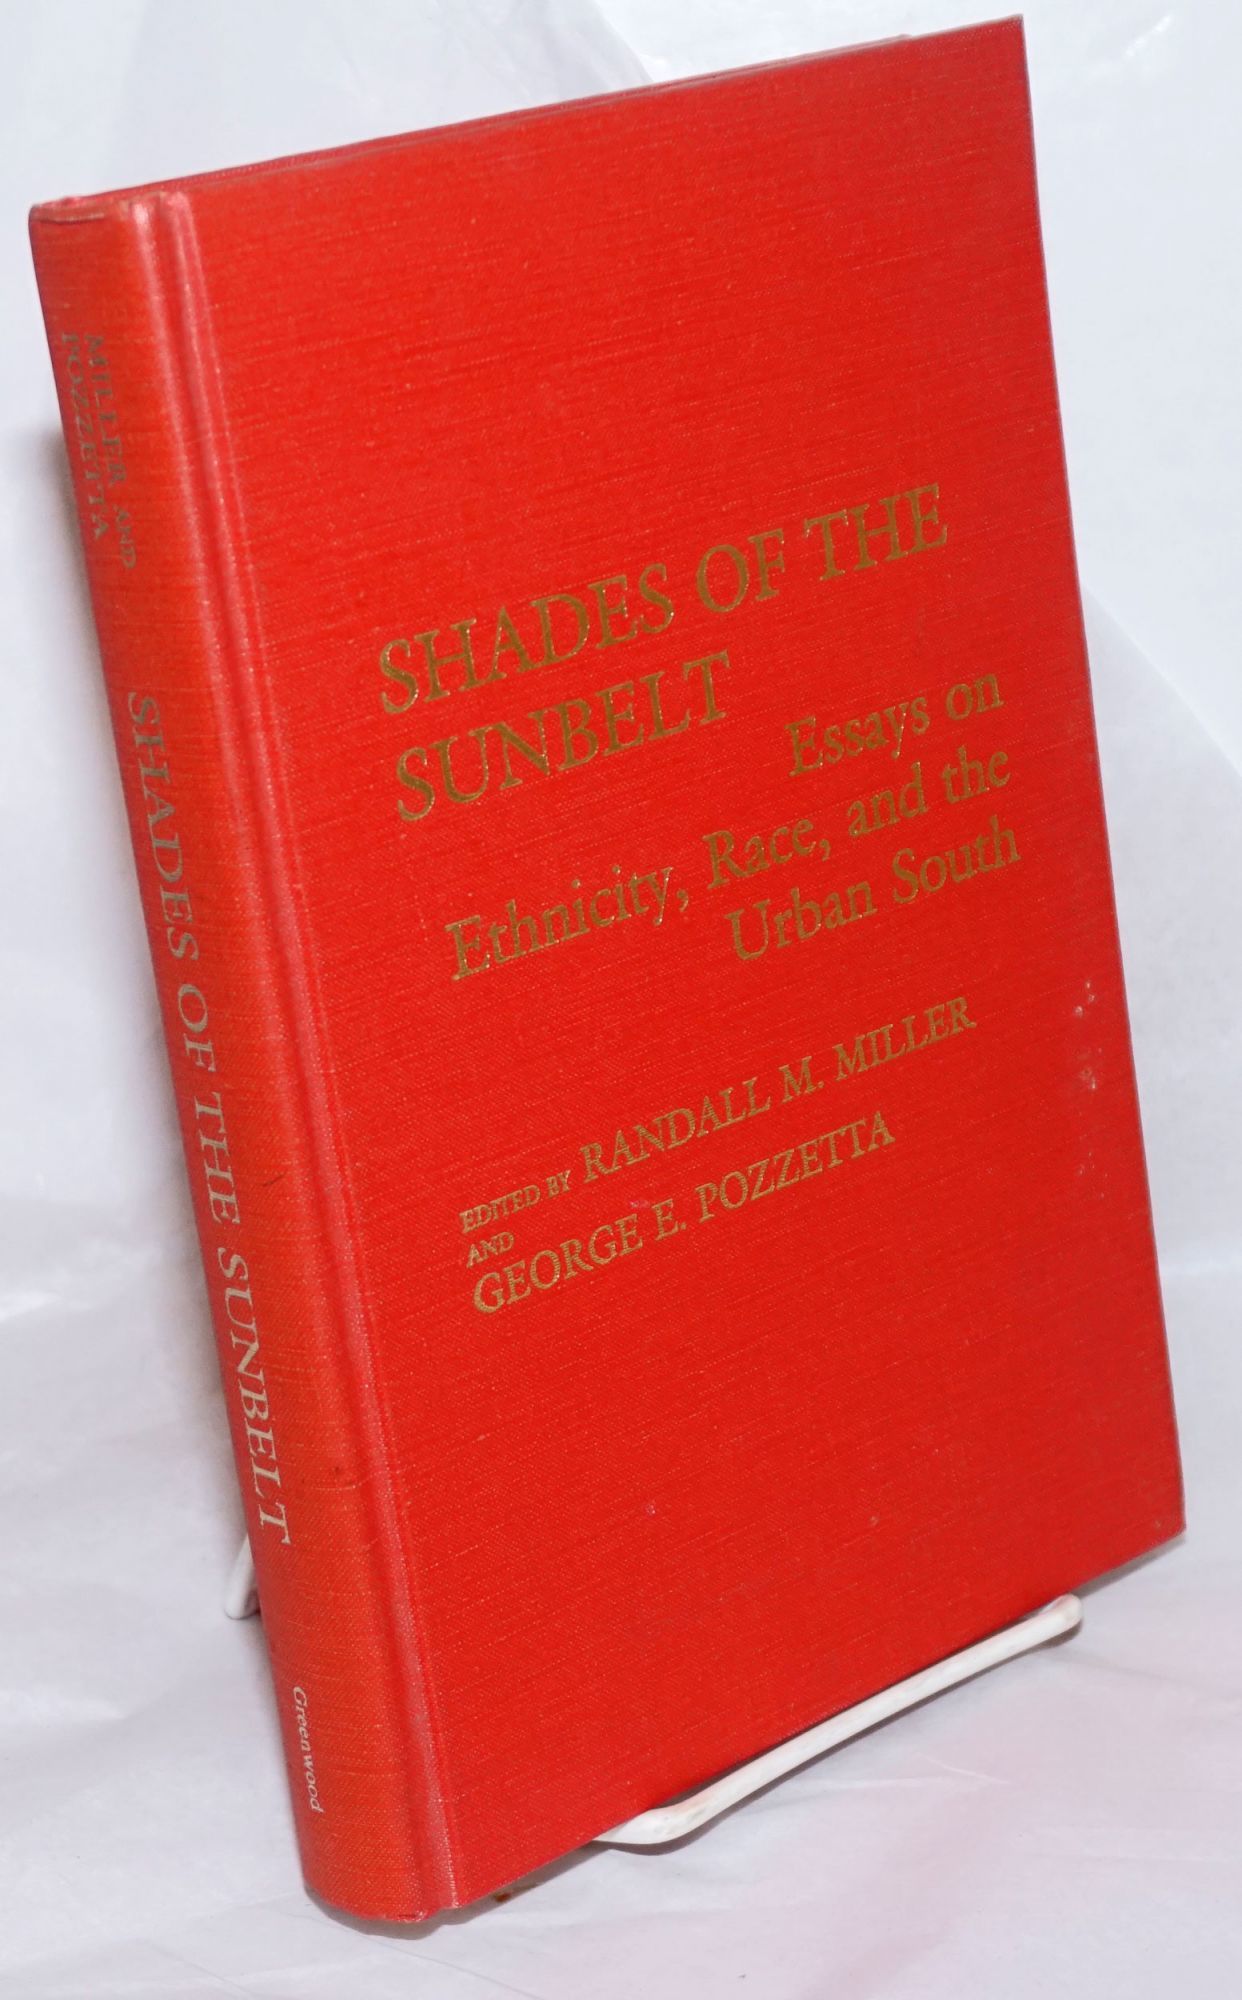 MILLER AND
POZZETTA
SHADES OF THE SUNBELT
Greenwood
SHADES OF THE
SUNBELT
Essays on
Ethnicity, Race, and the
Urban South
EDITED BY RANDALL M. MILLER
AND
GEORGE E. POZZETTA